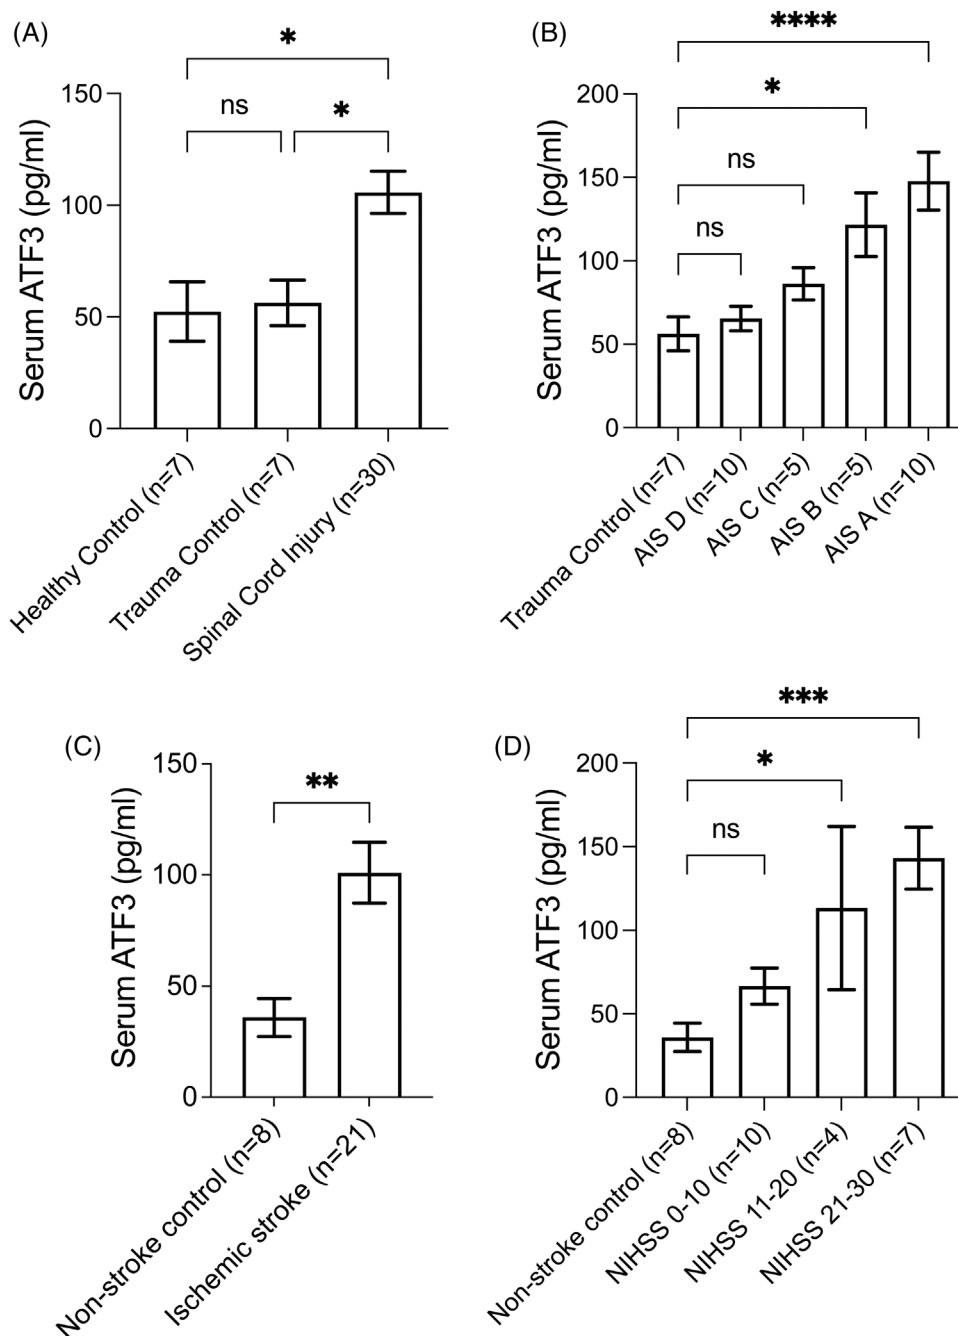 (A)
*
ns
*
Serum ATF3 (pg/ml)
150
100
50
0
Healthy Control (n=7)
Trauma Control (n=7)
Spinal Cord Injury (n=30)
(B)
****
*
ns
ns
Serum ATF3 (pg/ml)
200
150
100
50
0
Trauma Control (n=7)
AIS D (n=10)
AIS C (n=5)
AIS B (n=5)
AIS A (n=10)
(C)
**
Serum ATF3 (pg/ml)
150
100
50
0
Non-stroke control (n=8)
Ischemic stroke (n=21)
(D)
***
*
ns
Serum ATF3 (pg/ml)
200
150
100
50
0
Non-stroke control (n=8)
NIHSS 0-10 (n=10)
NIHSS 11-20 (n=4)
NIHSS 21-30 (n=7)